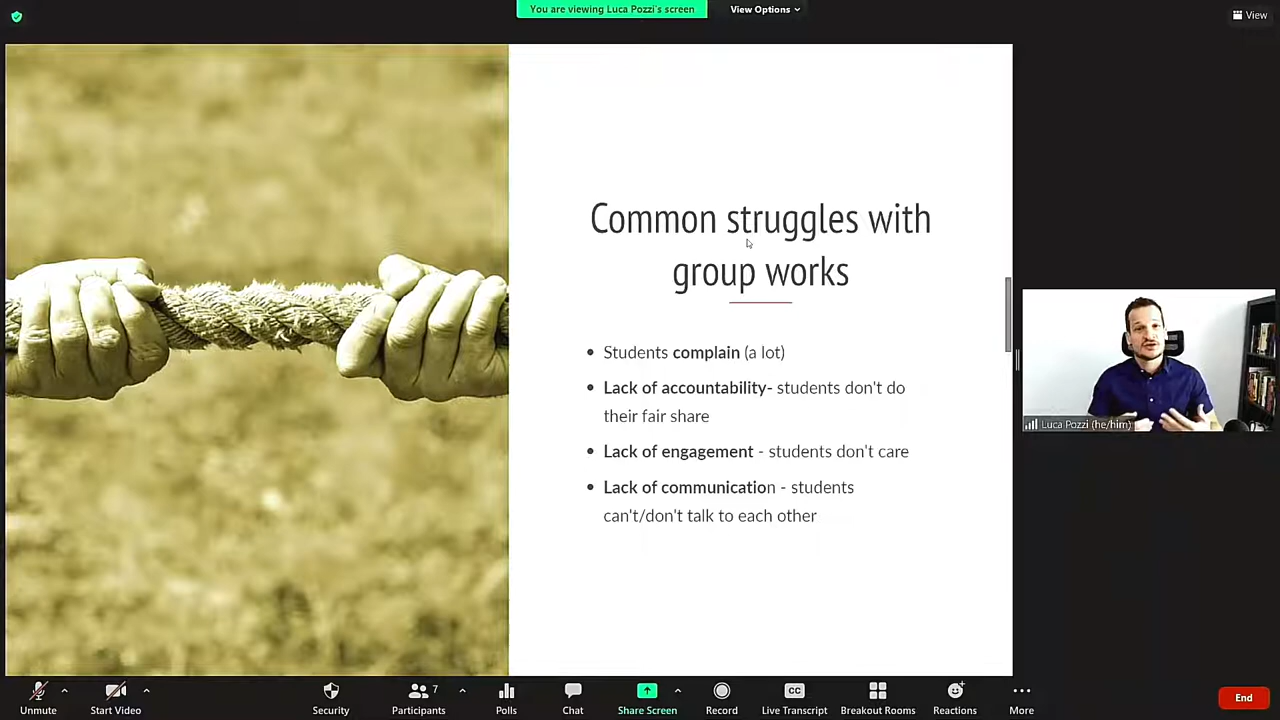 You are viewing Luca Pozzi's screen
View Options
View
Common struggles with
group works
Students complain (a lot)
Lack of accountability- students don't do
their fair share
Lack of engagement - students don't care
Lack of communication - students
can't/don't talk to each other
Luca Pozzi (he/him)
Unmute
Start Video
Security
Participants
7
Polls
Chat
Share Screen
Record
CC
Live Transcript
Breakout Rooms
Reactions
More
End